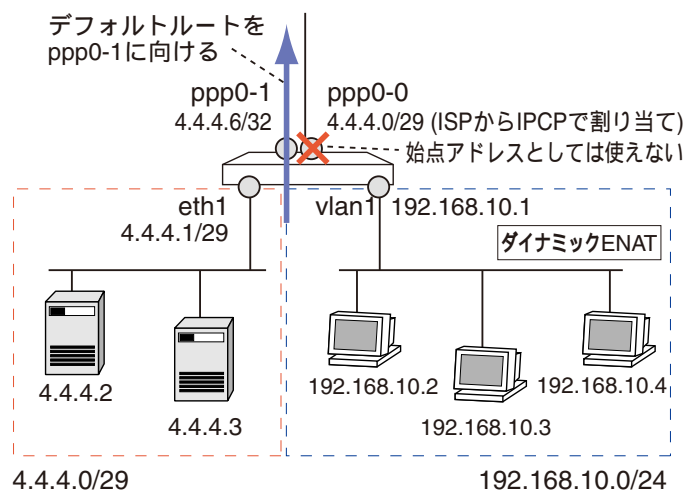 デフォルトルートを
ppp0-1に向ける
ppp0-1
ppp0-0
4.4.4.6/32
4.4.4.0/29 (ISPからIPCPで割り当て)
始点アドレスとしては使えない
eth1
vlan1
192.168.10.1
4.4.4.1/29
ダイナミックENAT
4.4.4.2
4.4.4.3
192.168.10.2
192.168.10.3
192.168.10.4
4.4.4.0/29
192.168.10.0/24